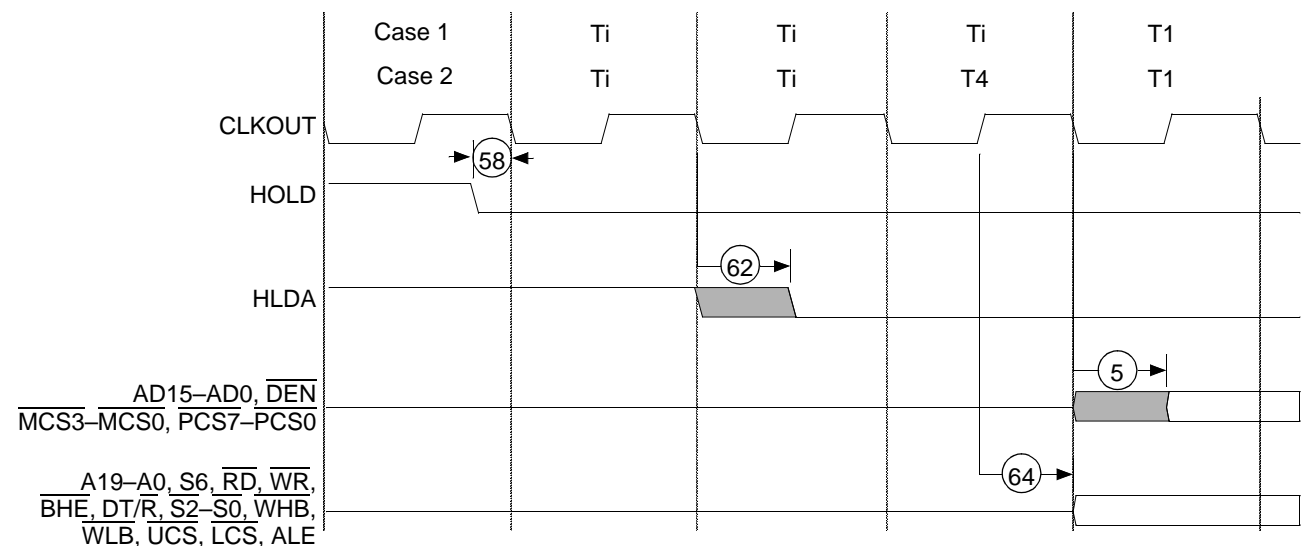 Case 1 Ti Ti Ti T1
Case 2 Ti Ti T4 T1
CLKOUT
58
HOLD
62
HLDA
5
AD15–AD0, DEN
MCS3–MCS0, PCS7–PCS0
64
A19–A0, S6, RD, WR,
BHE, DT/R, S2–S0, WHB,
WLB, UCS, LCS, ALE